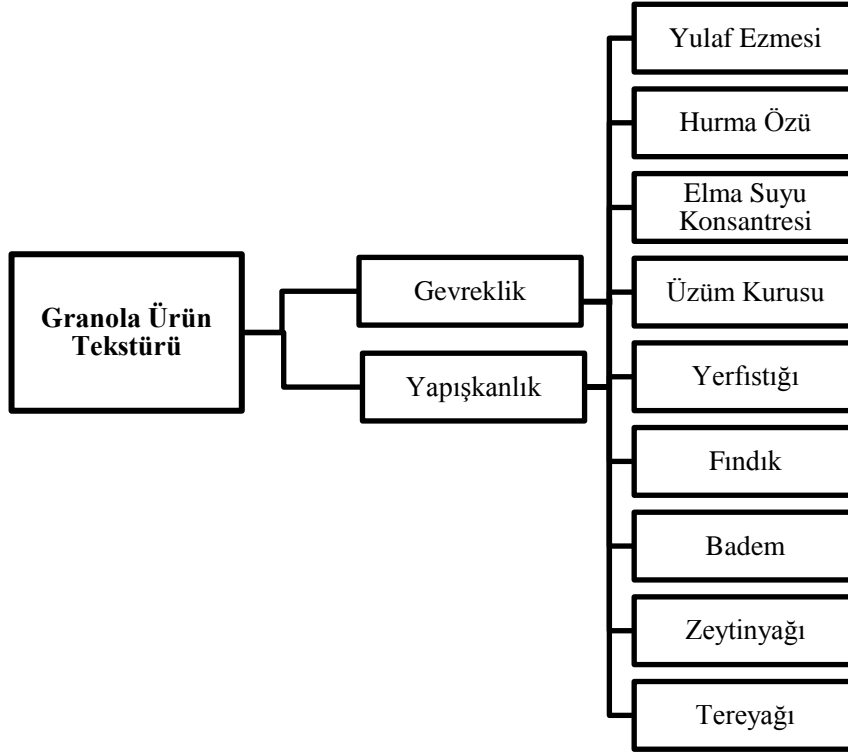 Granola Ürün
Tekstürü
Gevreklik
Yapışkanlık
Yulaf Ezmesi
Hurma Özü
Elma Suyu
Konsantresi
Üzüm Kurusu
Yerfıstığı
Fındık
Badem
Zeytinyağı
Tereyağı